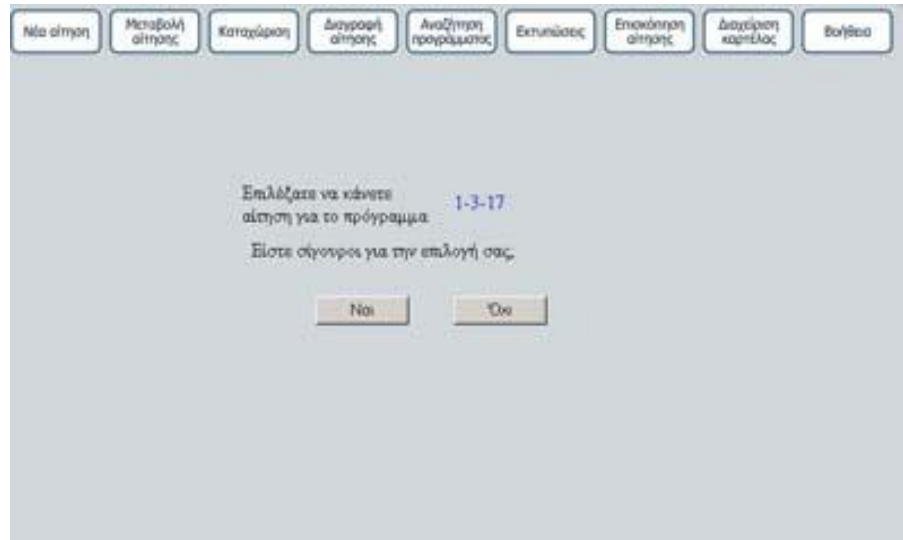 Νέα αίτηση
Μεταβολή
αίτησης
Καταχώριση
Διαγραφή
αίτησης
Αναζήτηση
προγράμματος
Εκτυπώσεις
Επισκόπηση
αίτησης
Διαχείριση
καρτέλας
Βοήθεια
Επιλέξατε να κάνετε
αίτηση για το πρόγραμμα
1-3-17
Είστε σίγουροι για την επιλογή σας;
Ναι
Όχι